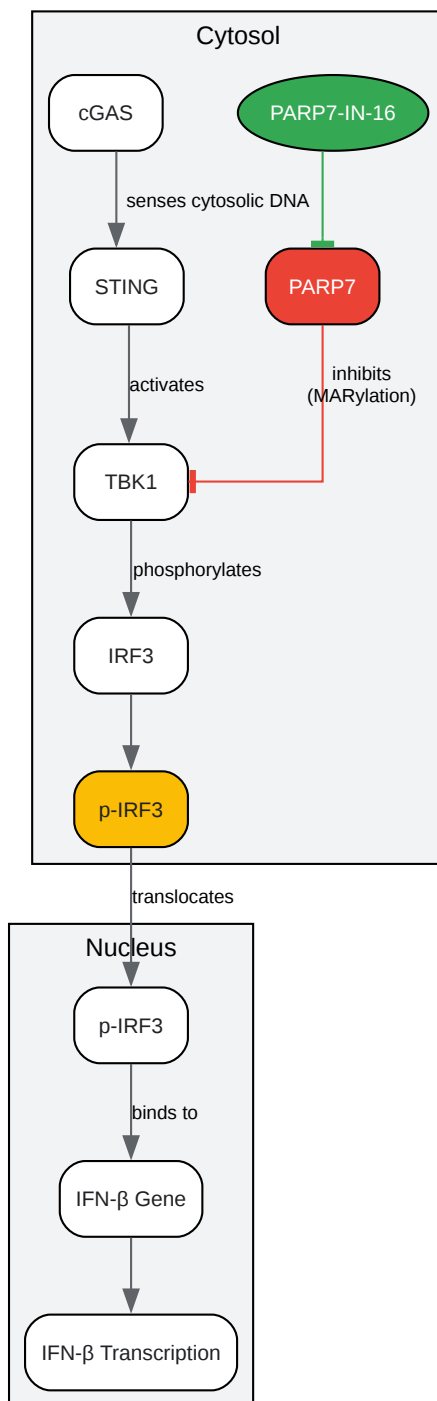 Cytosol
cGAS
PARP7-IN-16
senses cytosolic DNA
STING
PARP7
inhibits
(MARylation)
activates
TBK1
phosphorylates
IRF3
p-IRF3
translocates
Nucleus
p-IRF3
binds to
IFN-β Gene
IFN-β Transcription